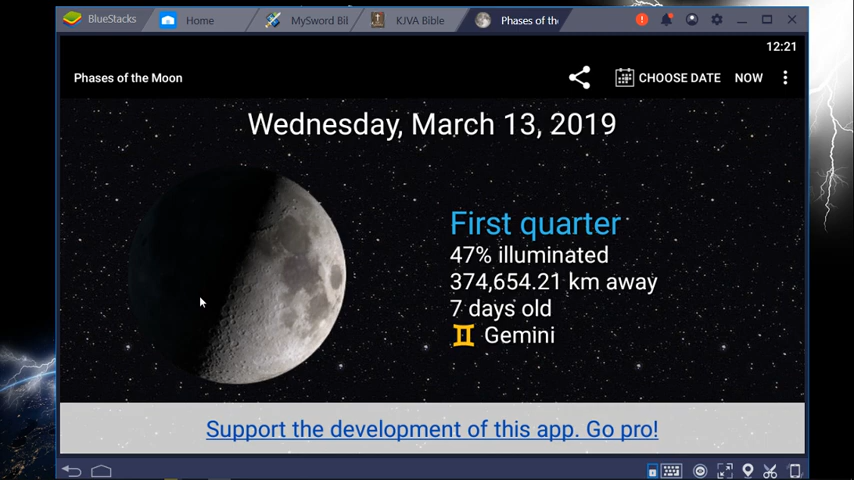 BlueStacks
Home
MySword Bil
KJVA Bible
Phases of th
12:21
Phases of the Moon
CHOOSE DATE
NOW
Wednesday, March 13, 2019
First quarter
47% illuminated
374,654.21 km away
7 days old
Gemini
Support the development of this app. Go pro!